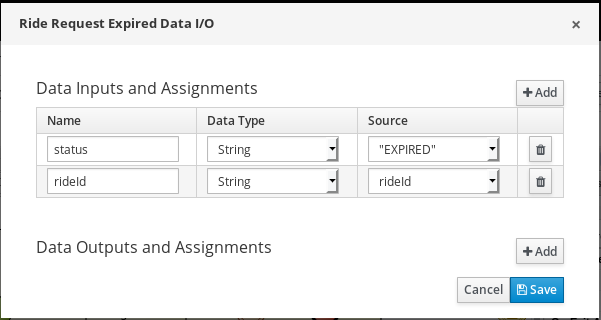 Ride Request Expired Data I/O ×
Data Inputs and Assignments
+ Add
Name Data Type Source
status String "EXPIRED"
rideId String rideId
Data Outputs and Assignments
+ Add
Cancel Save